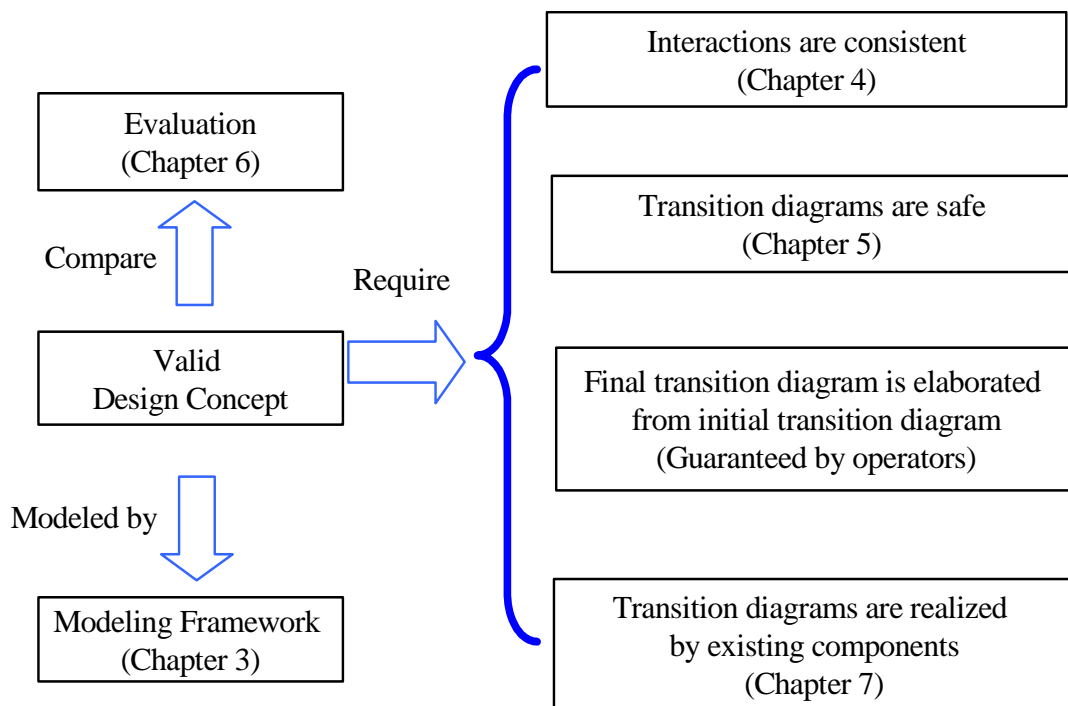 Interactions are consistent
(Chapter 4)
Evaluation
(Chapter 6)
Transition diagrams are safe
(Chapter 5)
Compare
Require
Valid
Design Concept
Final transition diagram is elaborated
from initial transition diagram
(Guaranteed by operators)
Modeled by
Modeling Framework
(Chapter 3)
Transition diagrams are realized
by existing components
(Chapter 7)